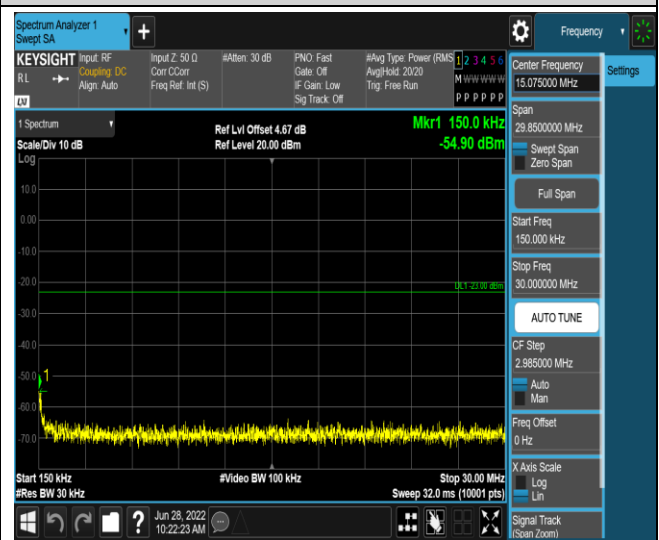 Spectrum Analyzer 1
Swept SA
Frequency
KEYSIGHT
RL
Input: RF
Coupling: DC
Align: Auto
Input Z: 50 Ω
Corr CCorr
Freq Ref: Int (S)
#Atten: 30 dB
PNO: Fast
Gate: Off
IF Gain: Low
Sig Track: Off
#Avg Type: Power (RMS
Avg|Hold: 20/20
Trig: Free Run
1 2 3 4 5 6
M W W W W W
P P P P P P
Settings
Center Frequency
15.075000 MHz
Span
29.8500000 MHz
Swept Span
Zero Span
Full Span
Start Freq
150.000 kHz
Stop Freq
30.000000 MHz
AUTO TUNE
CF Step
2.985000 MHz
Auto
Man
Freq Offset
0 Hz
X Axis Scale
Log
Lin
Signal Track
(Span Zoom)
1 Spectrum
Scale/Div 10 dB
Ref Lvl Offset 4.67 dB
Ref Level 20.00 dBm
Mkr1 150.0 kHz
-54.90 dBm
Log
10.0
0.00
-10.0
-20.0
DL1 -23.00 dBm
-30.0
-40.0
-50.0
1
-60.0
-70.0
Start 150 kHz
#Video BW 100 kHz
Stop 30.00 MHz
#Res BW 30 kHz
Sweep 32.0 ms (10001 pts)
?
Jun 28, 2022
10:22:23 AM